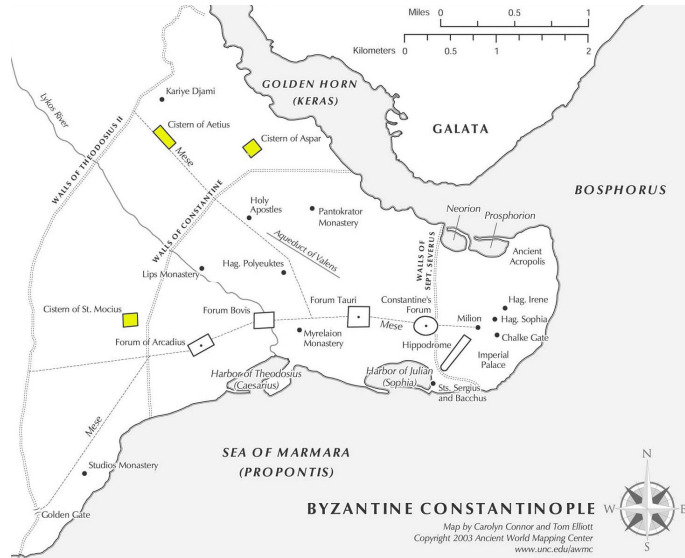 Miles 0 0.5 1
Kilometers 0 0.5 1 2
GOLDEN HORN
(KERAS)
GALATA
BOSPHORUS
Lykos River
Kariye Djami
Cistern of Aetius
Cistern of Aspar
Mese
WALLS OF THEODOSIUS II
WALLS OF CONSTANTINE
Holy
Apostles
Pantokrator
Monastery
Aqueduct of Valens
Neorion
Prosphorion
Ancient
Acropolis
WALLS OF
SEPT. SEVERUS
Lips Monastery
Hag. Polyeuktes
Cistern of St. Mocius
Forum Bovis
Forum Tauri
Constantine's
Forum
Milion
Hag. Irene
Hag. Sophia
Chalke Gate
Forum of Arcadius
Myrelaion
Monastery
Mese
Hippodrome
Imperial
Palace
Harbor of Theodosius
(Caesarius)
Harbor of Julian
(Sophia)
Sts. Sergius
and Bacchus
Mese
Studios Monastery
Golden Gate
SEA OF MARMARA
(PROPONTIS)
BYZANTINE CONSTANTINOPLE
Map by Carolyn Connor and Tom Elliott
Copyright 2003 Ancient World Mapping Center
www.unc.edu/awmc
N
W E
S